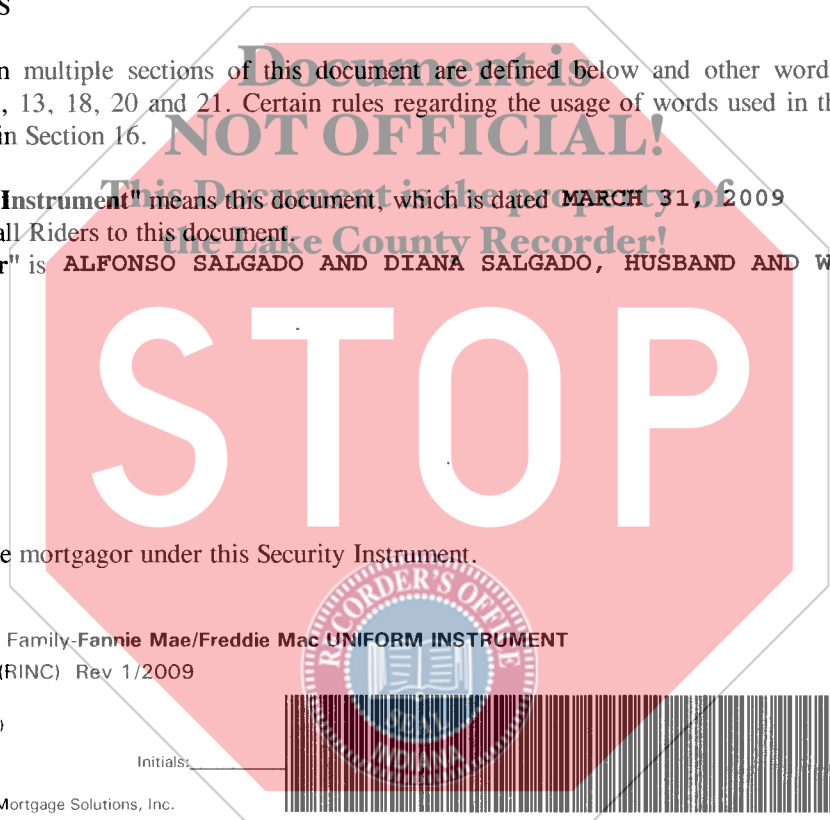 s
Document is
n multiple sections of this document are defined below and other word
, 13, 18, 20 and 21. Certain rules regarding the usage of words used in th
NOT OFFICIAL!
in Section 16.
Instrument" means this document, which is dated MARCH 31, 2009
This Document is the property of
all Riders to this document.
the Lake County Recorder!
r" is ALFONSO SALGADO AND DIANA SALGADO, HUSBAND AND W
STOP
e mortgagor under this Security Instrument.
RECORDER'S OFFICE
Family-Fannie Mae/Freddie Mac UNIFORM INSTRUMENT
(RINC) Rev 1/2009
SEAL
)
INDIANA
Initials:
Mortgage Solutions, Inc.